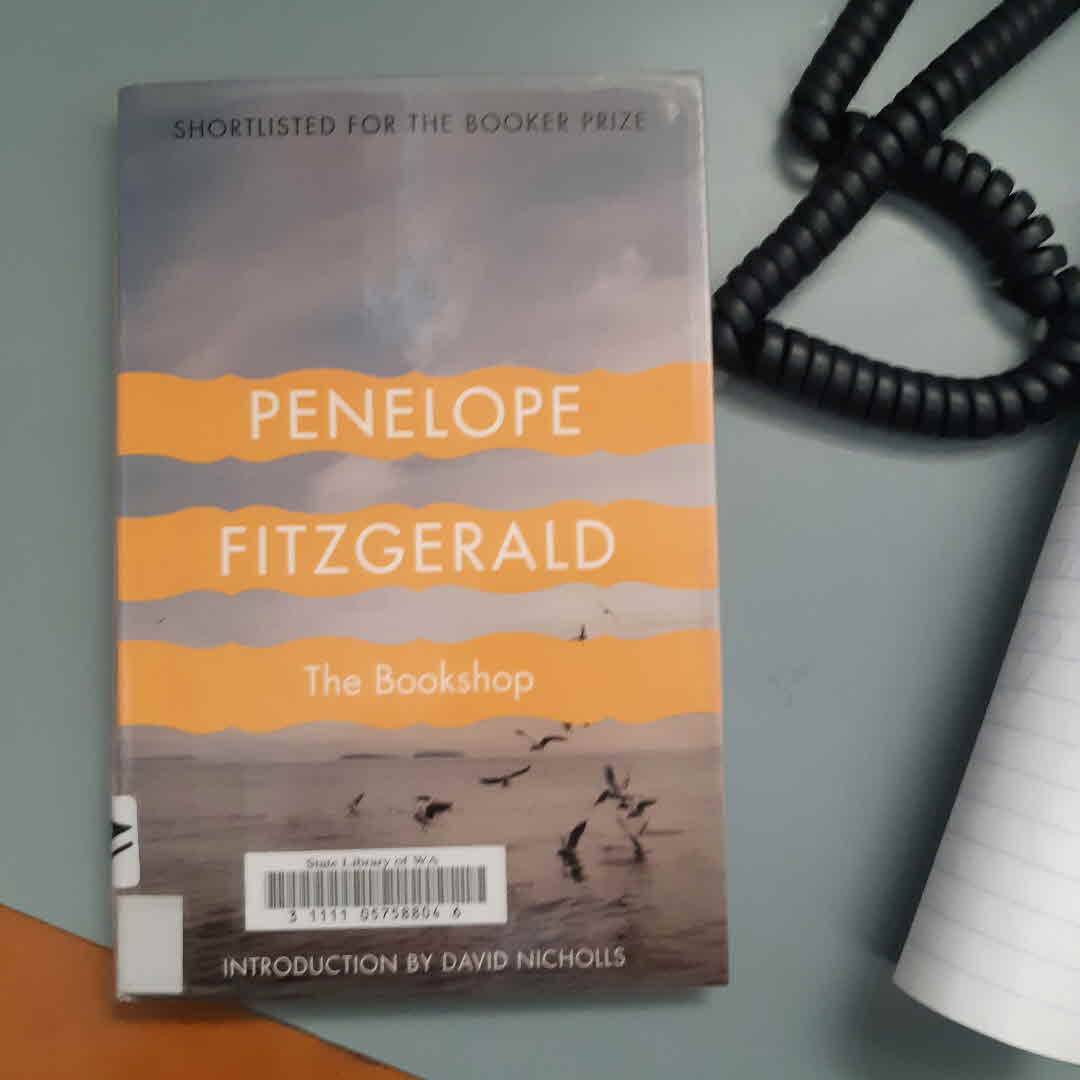 SHORTLISTED FOR THE BOOKER PRIZE
PENELOPE
FITZGERALD
The Bookshop
State Library of WA
3 1111 05758804 6
INTRODUCTION BY DAVID NICHOLLS